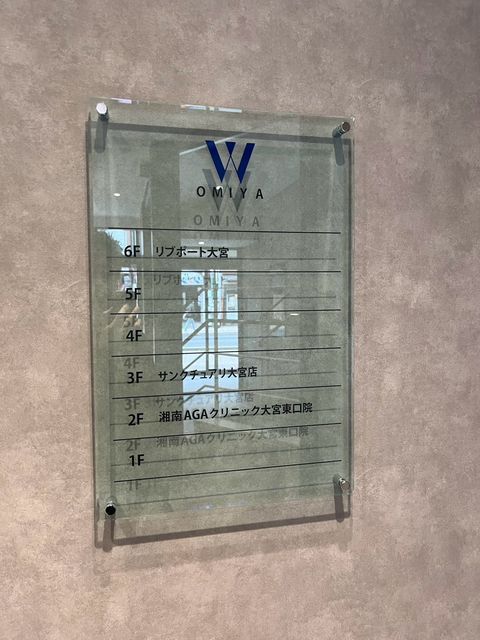 W
OMIYA
6F リブポート大宮
5F
4F
3F サンクチュアリ大宮店
2F 湘南AGAクリニック大宮東口院
1F